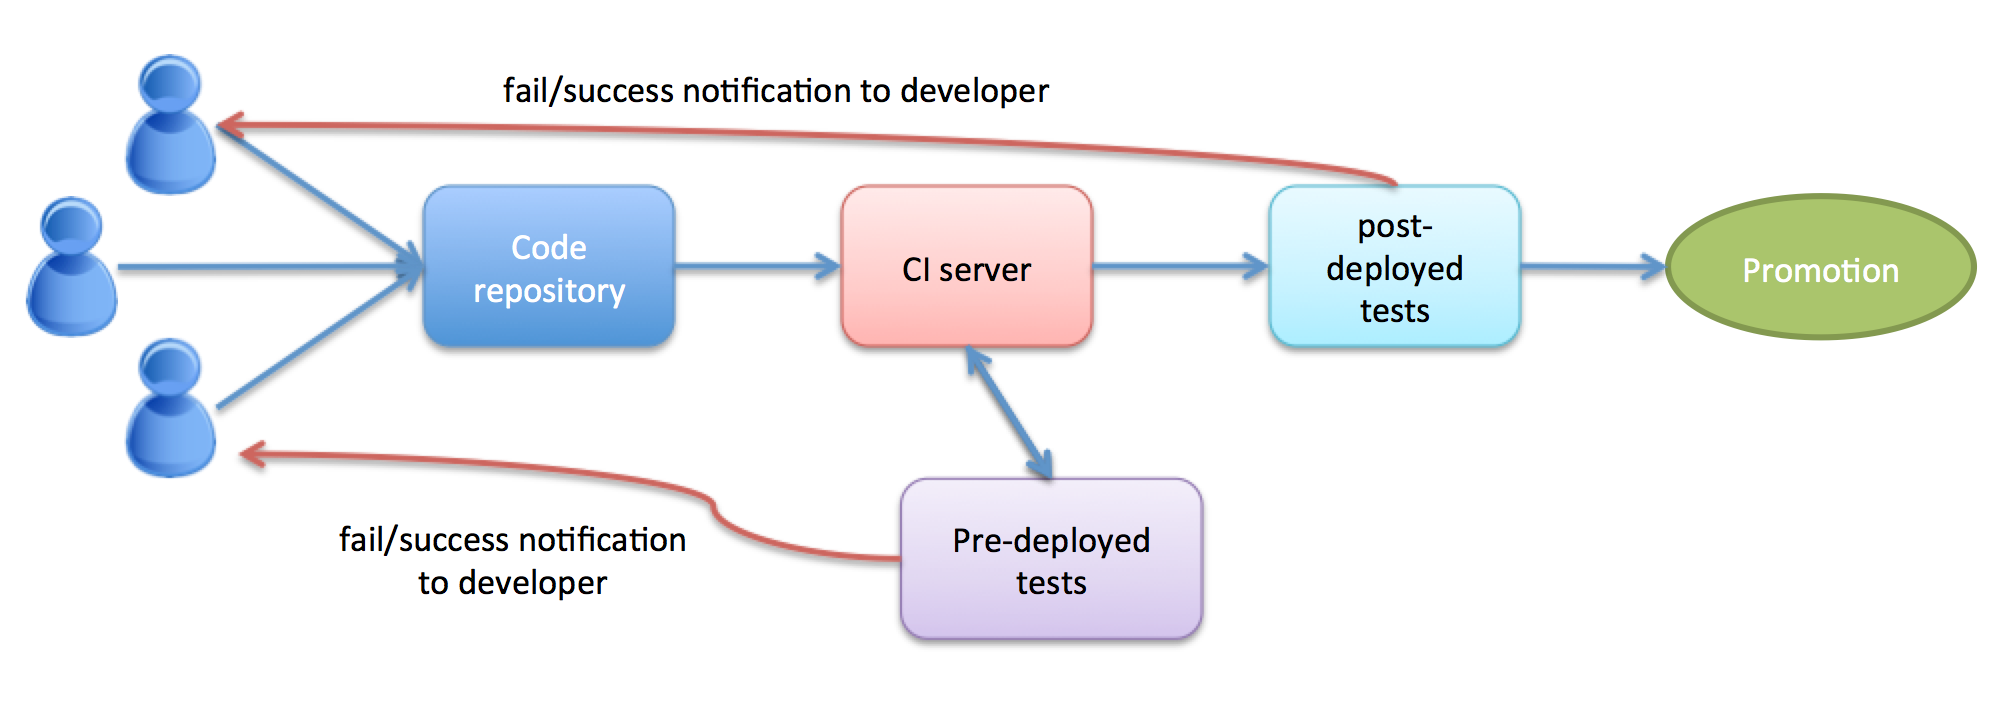 fail/success notification to developer
Code
repository
CI server
post-
deployed
tests
Promotion
fail/success notification
to developer
Pre-deployed
tests